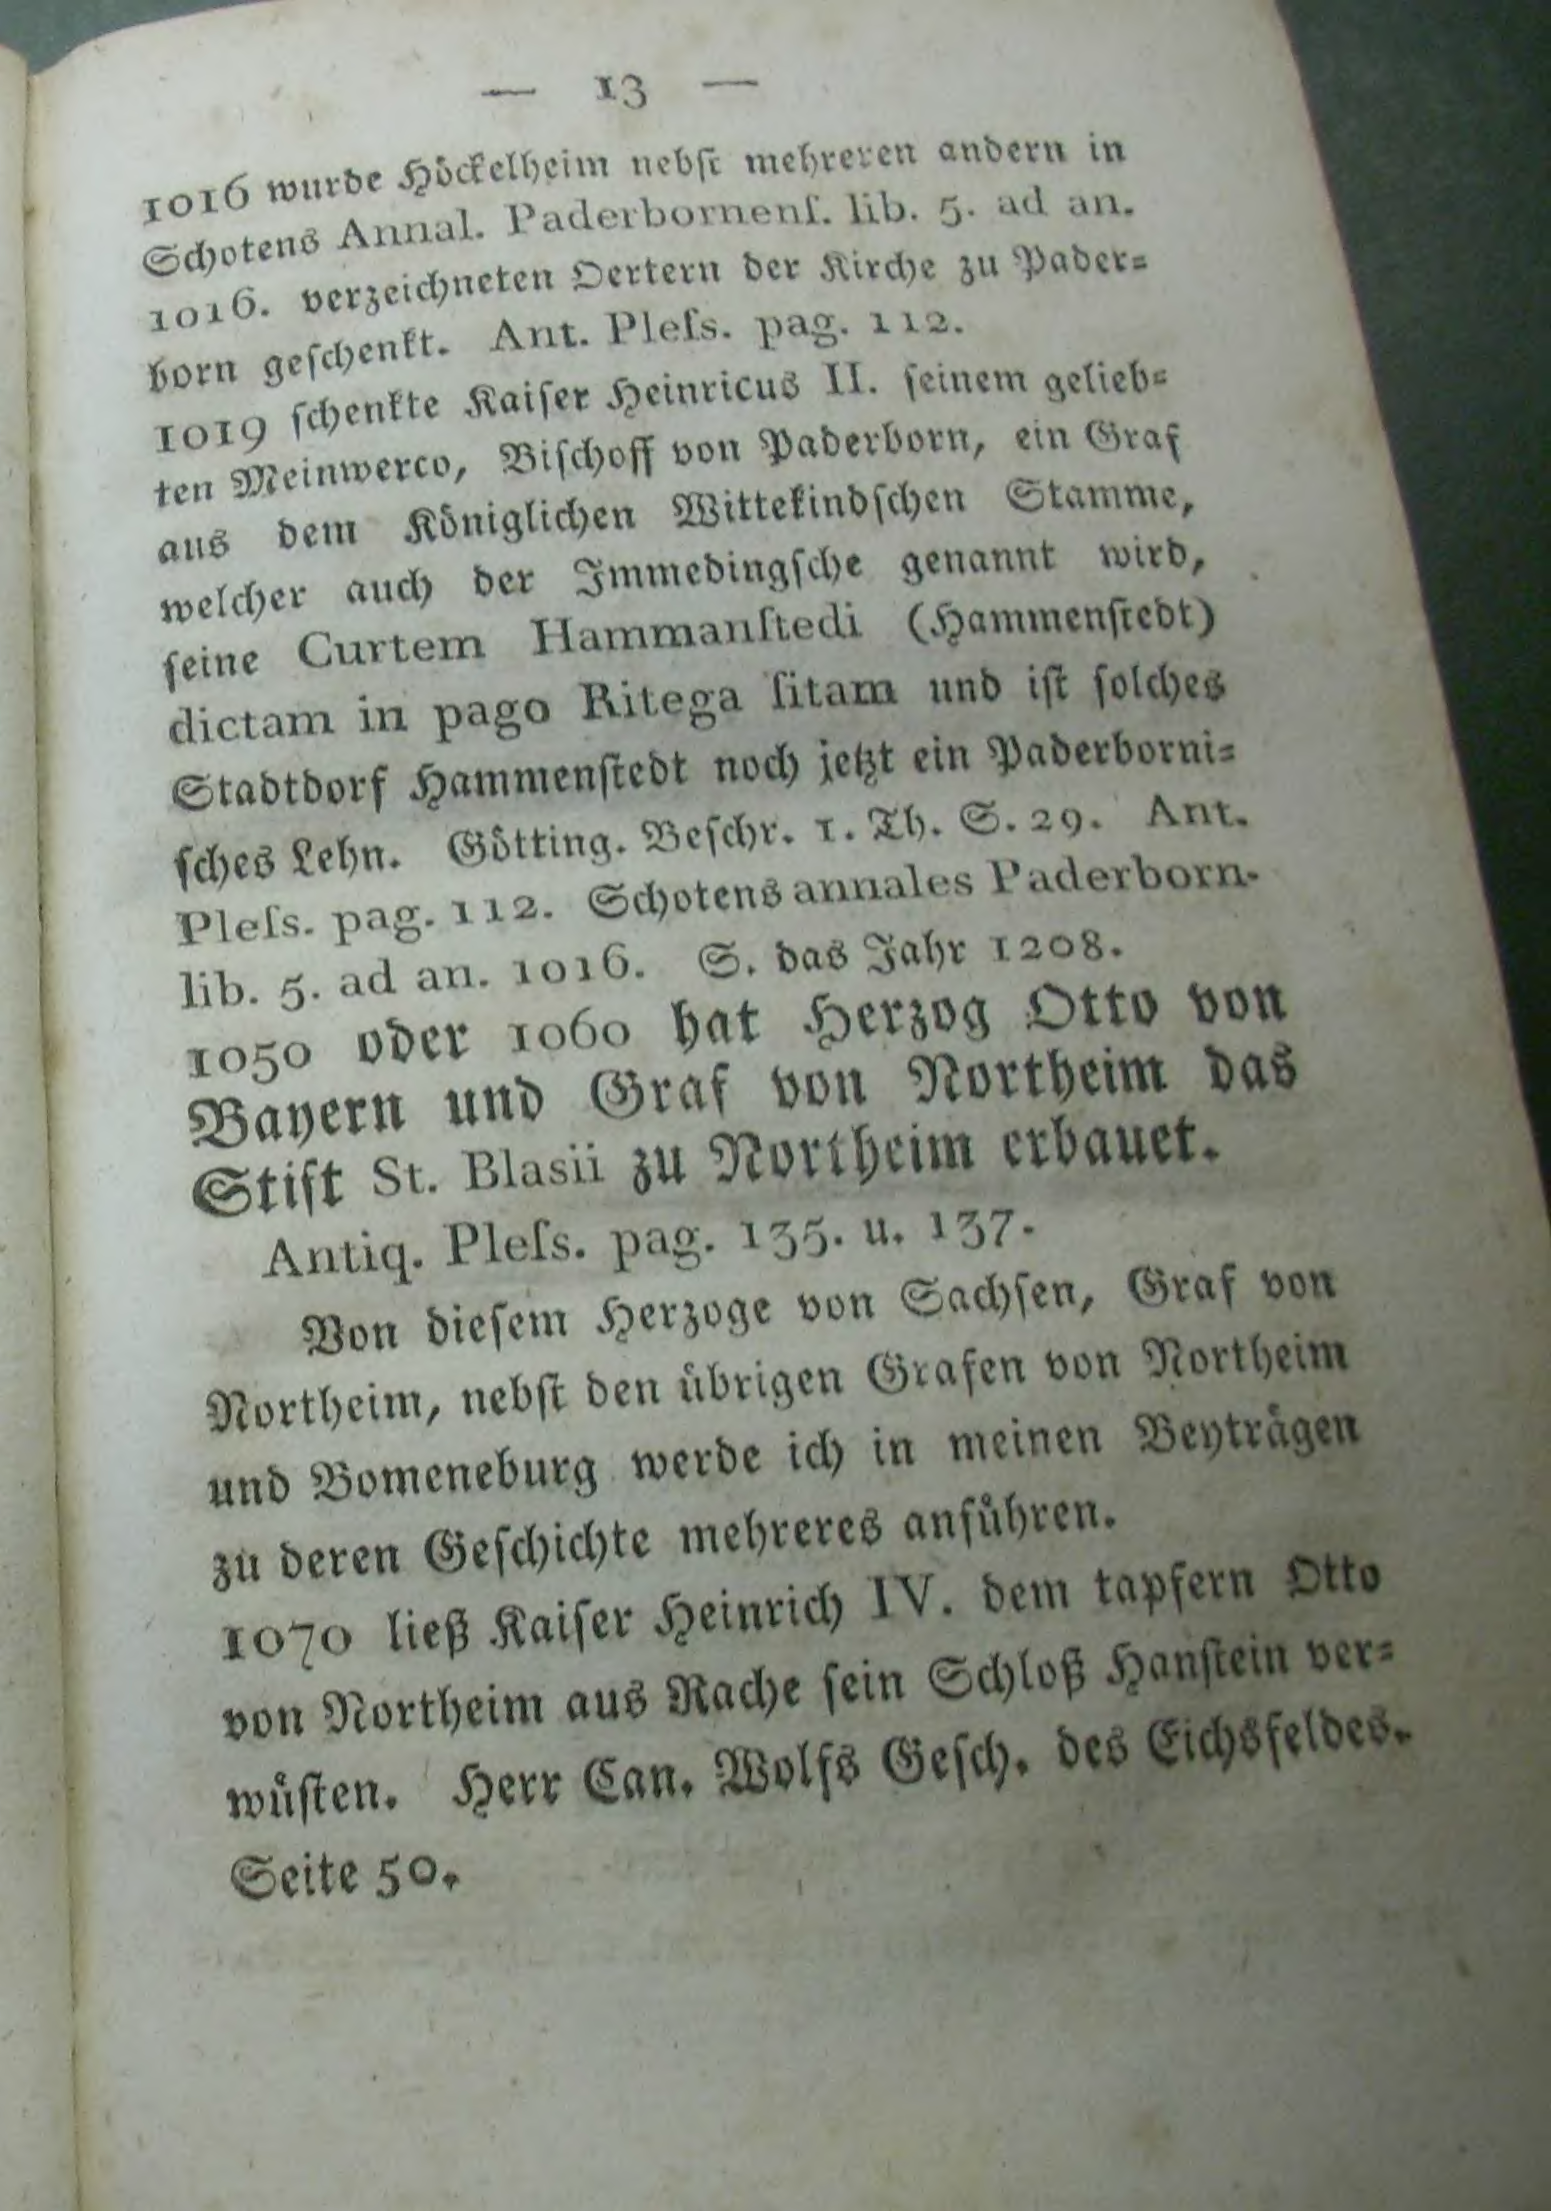 — 13 —
1016 wurde Höckelheim nebſt mehreren andern in
Schotens Annal. Paderbornenſ. lib. 5. ad an.
1016. verzeichneten Oertern der Kirche zu Pader⸗
born geſchenkt. Ant. Pleſs. pag. 112.
1019 ſchenkte Kaiſer Heinricus II. ſeinem gelieb⸗
ten Meinwerco, Biſchoff von Paderborn, ein Graf
aus dem Königlichen Wittekindſchen Stamme,
welcher auch der Immedingſche genannt wird,
ſeine Curtem Hammanſtedi (Hammenſtedt)
dictam in pago Ritega ſitam und iſt ſolches
Stadtdorf Hammenſtedt noch jetzt ein Paderborni⸗
ſches Lehn. Götting. Beſchr. 1. Th. S. 29. Ant.
Pleſs. pag. 112. Schotens annales Paderborn-
lib. 5. ad an. 1016. S. das Jahr 1208.
1050 oder 1060 hat Herzog Otto von
Bayern und Graf von Northeim das
Stift St. Blasii zu Northeim erbauet.
Antiq. Pleſs. pag. 135. u. 137.
Von dieſem Herzoge von Sachſen, Graf von
Northeim, nebſt den übrigen Grafen von Northeim
und Bomeneburg werde ich in meinen Beyträgen
zu deren Geſchichte mehreres anführen.
1070 ließ Kaiſer Heinrich IV. dem tapfern Otto
von Northeim aus Rache ſein Schloß Hanſtein ver⸗
wüſten. Herr Can. Wolfs Geſch. des Eichsfeldes.
Seite 50.